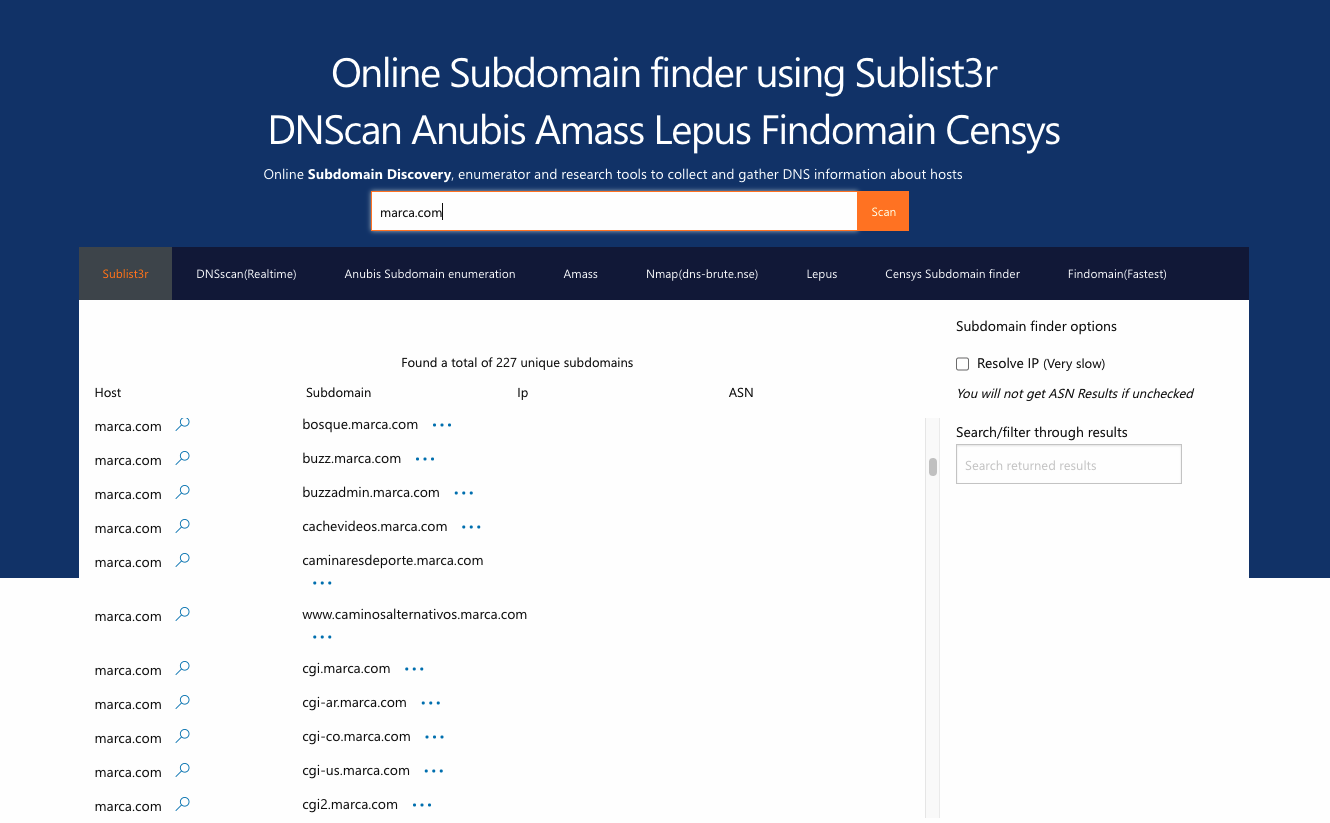 Online Subdomain finder using Sublist3r
DNScan Anubis Amass Lepus Findomain Censys
Online Subdomain Discovery, enumerator and research tools to collect and gather DNS information about hosts
marca.com Scan
Sublist3r DNSscan(Realtime) Anubis Subdomain enumeration Amass Nmap(dns-brute.nse) Lepus Censys Subdomain finder Findomain(Fastest)
Subdomain finder options
Found a total of 227 unique subdomains
Resolve IP (Very slow)
You will not get ASN Results if unchecked
Search/filter through results
Search returned results
Host Subdomain Ip ASN
marca.com bosque.marca.com
marca.com buzz.marca.com
marca.com buzzadmin.marca.com
marca.com cachevideos.marca.com
marca.com caminaresdeporte.marca.com
marca.com www.caminosalternativos.marca.com
marca.com cgi.marca.com
marca.com cgi-ar.marca.com
marca.com cgi-co.marca.com
marca.com cgi-us.marca.com
marca.com cgi2.marca.com